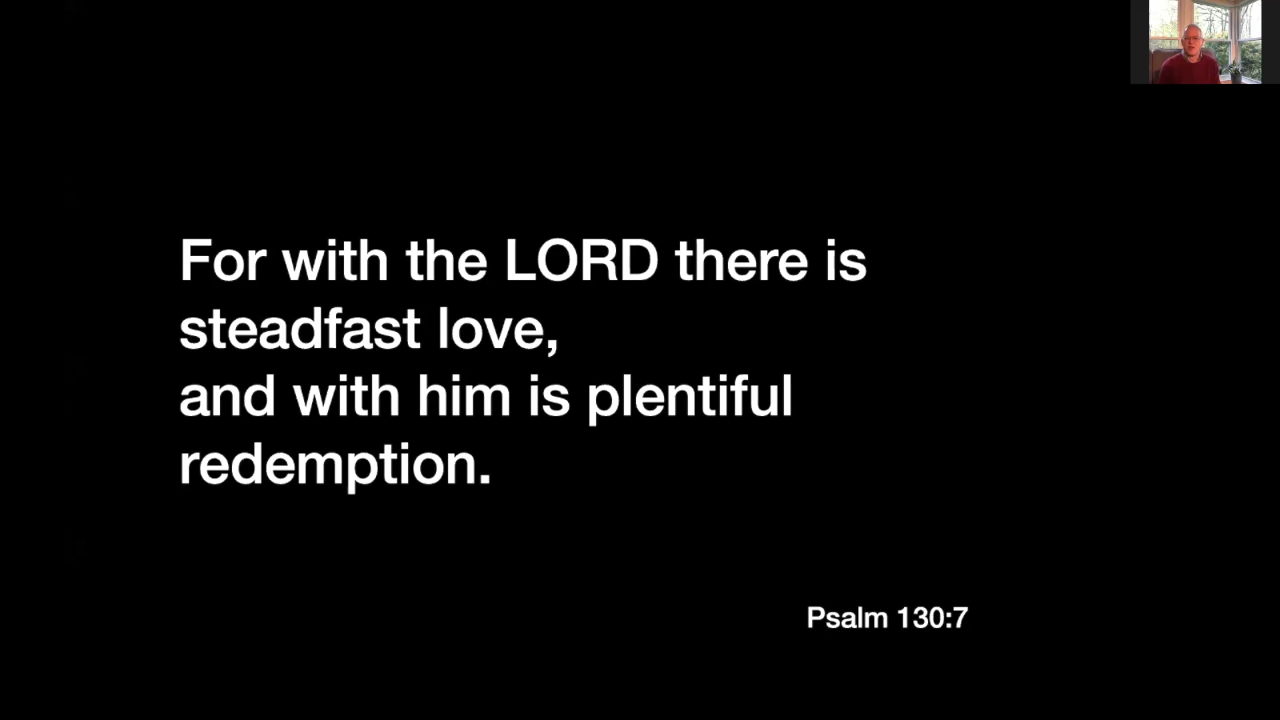 For with the LORD there is
steadfast love,
and with him is plentiful
redemption.
Psalm 130:7